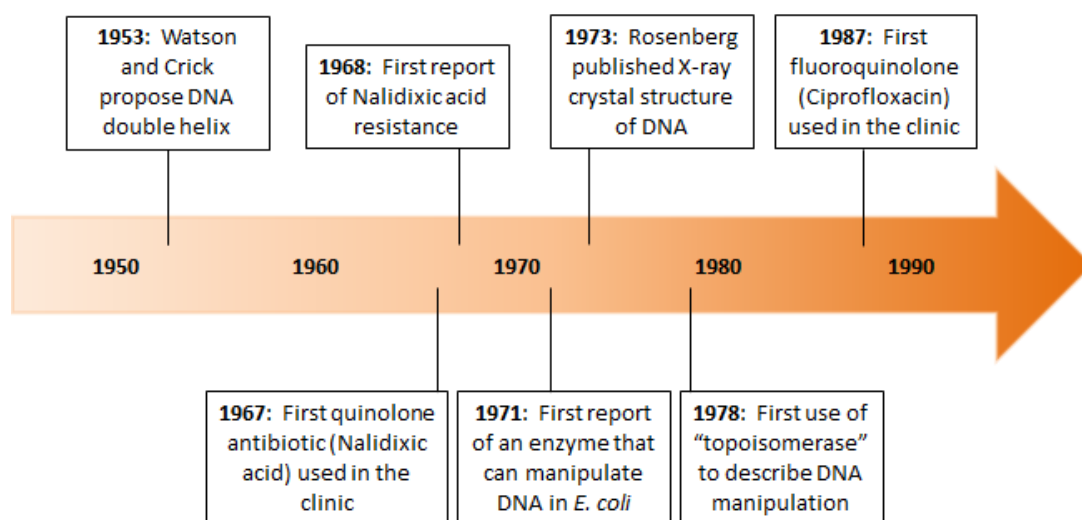 1953: Watson
and Crick
propose DNA
double helix
1968: First report
of Nalidixic acid
resistance
1973: Rosenberg
published X-ray
crystal structure
of DNA
1987: First
fluoroquinolone
(Ciprofloxacin)
used in the clinic
1950
1960
1970
1980
1990
1967: First quinolone
antibiotic (Nalidixic
acid) used in the
clinic
1971: First report
of an enzyme that
can manipulate
DNA in E. coli
1978: First use of
“topoisomerase”
to describe DNA
manipulation